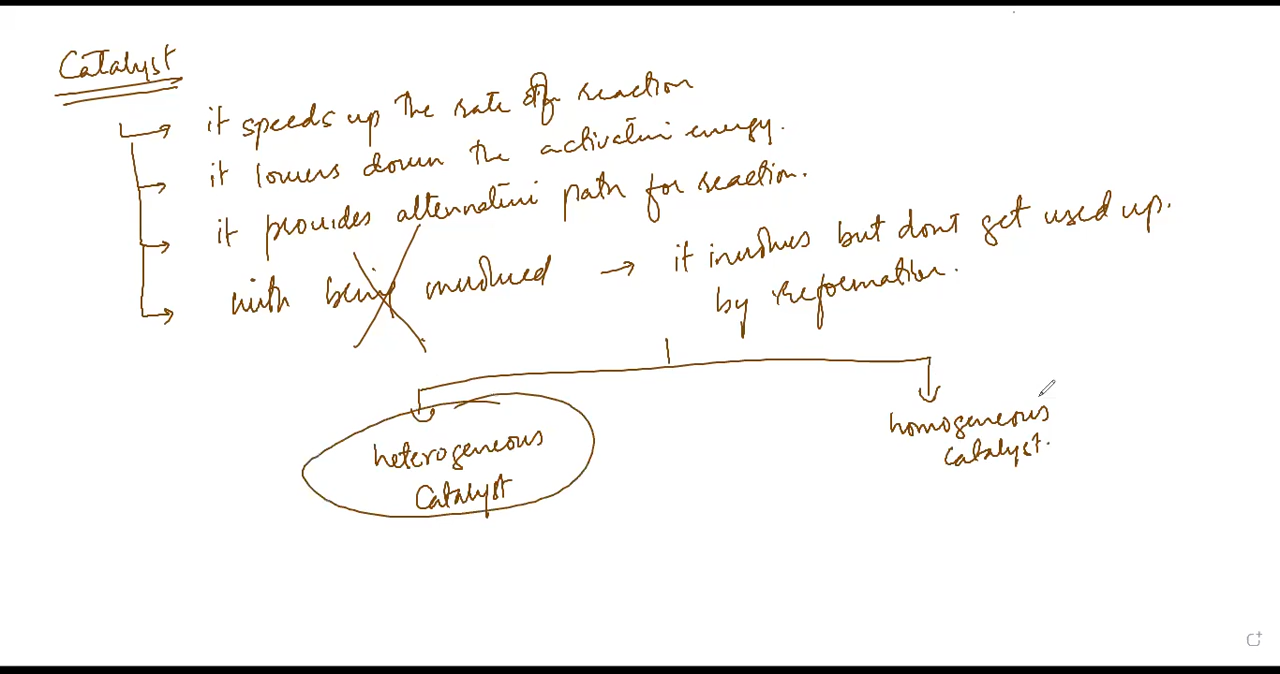 Catalyst
it speeds up the rate of reaction
it lowers down the activation energy.
it provides alternative path for reaction.
with being involved → it involves but dont get used up.
by reformation.
heterogeneous
catalyst
homogeneous
catalyst.